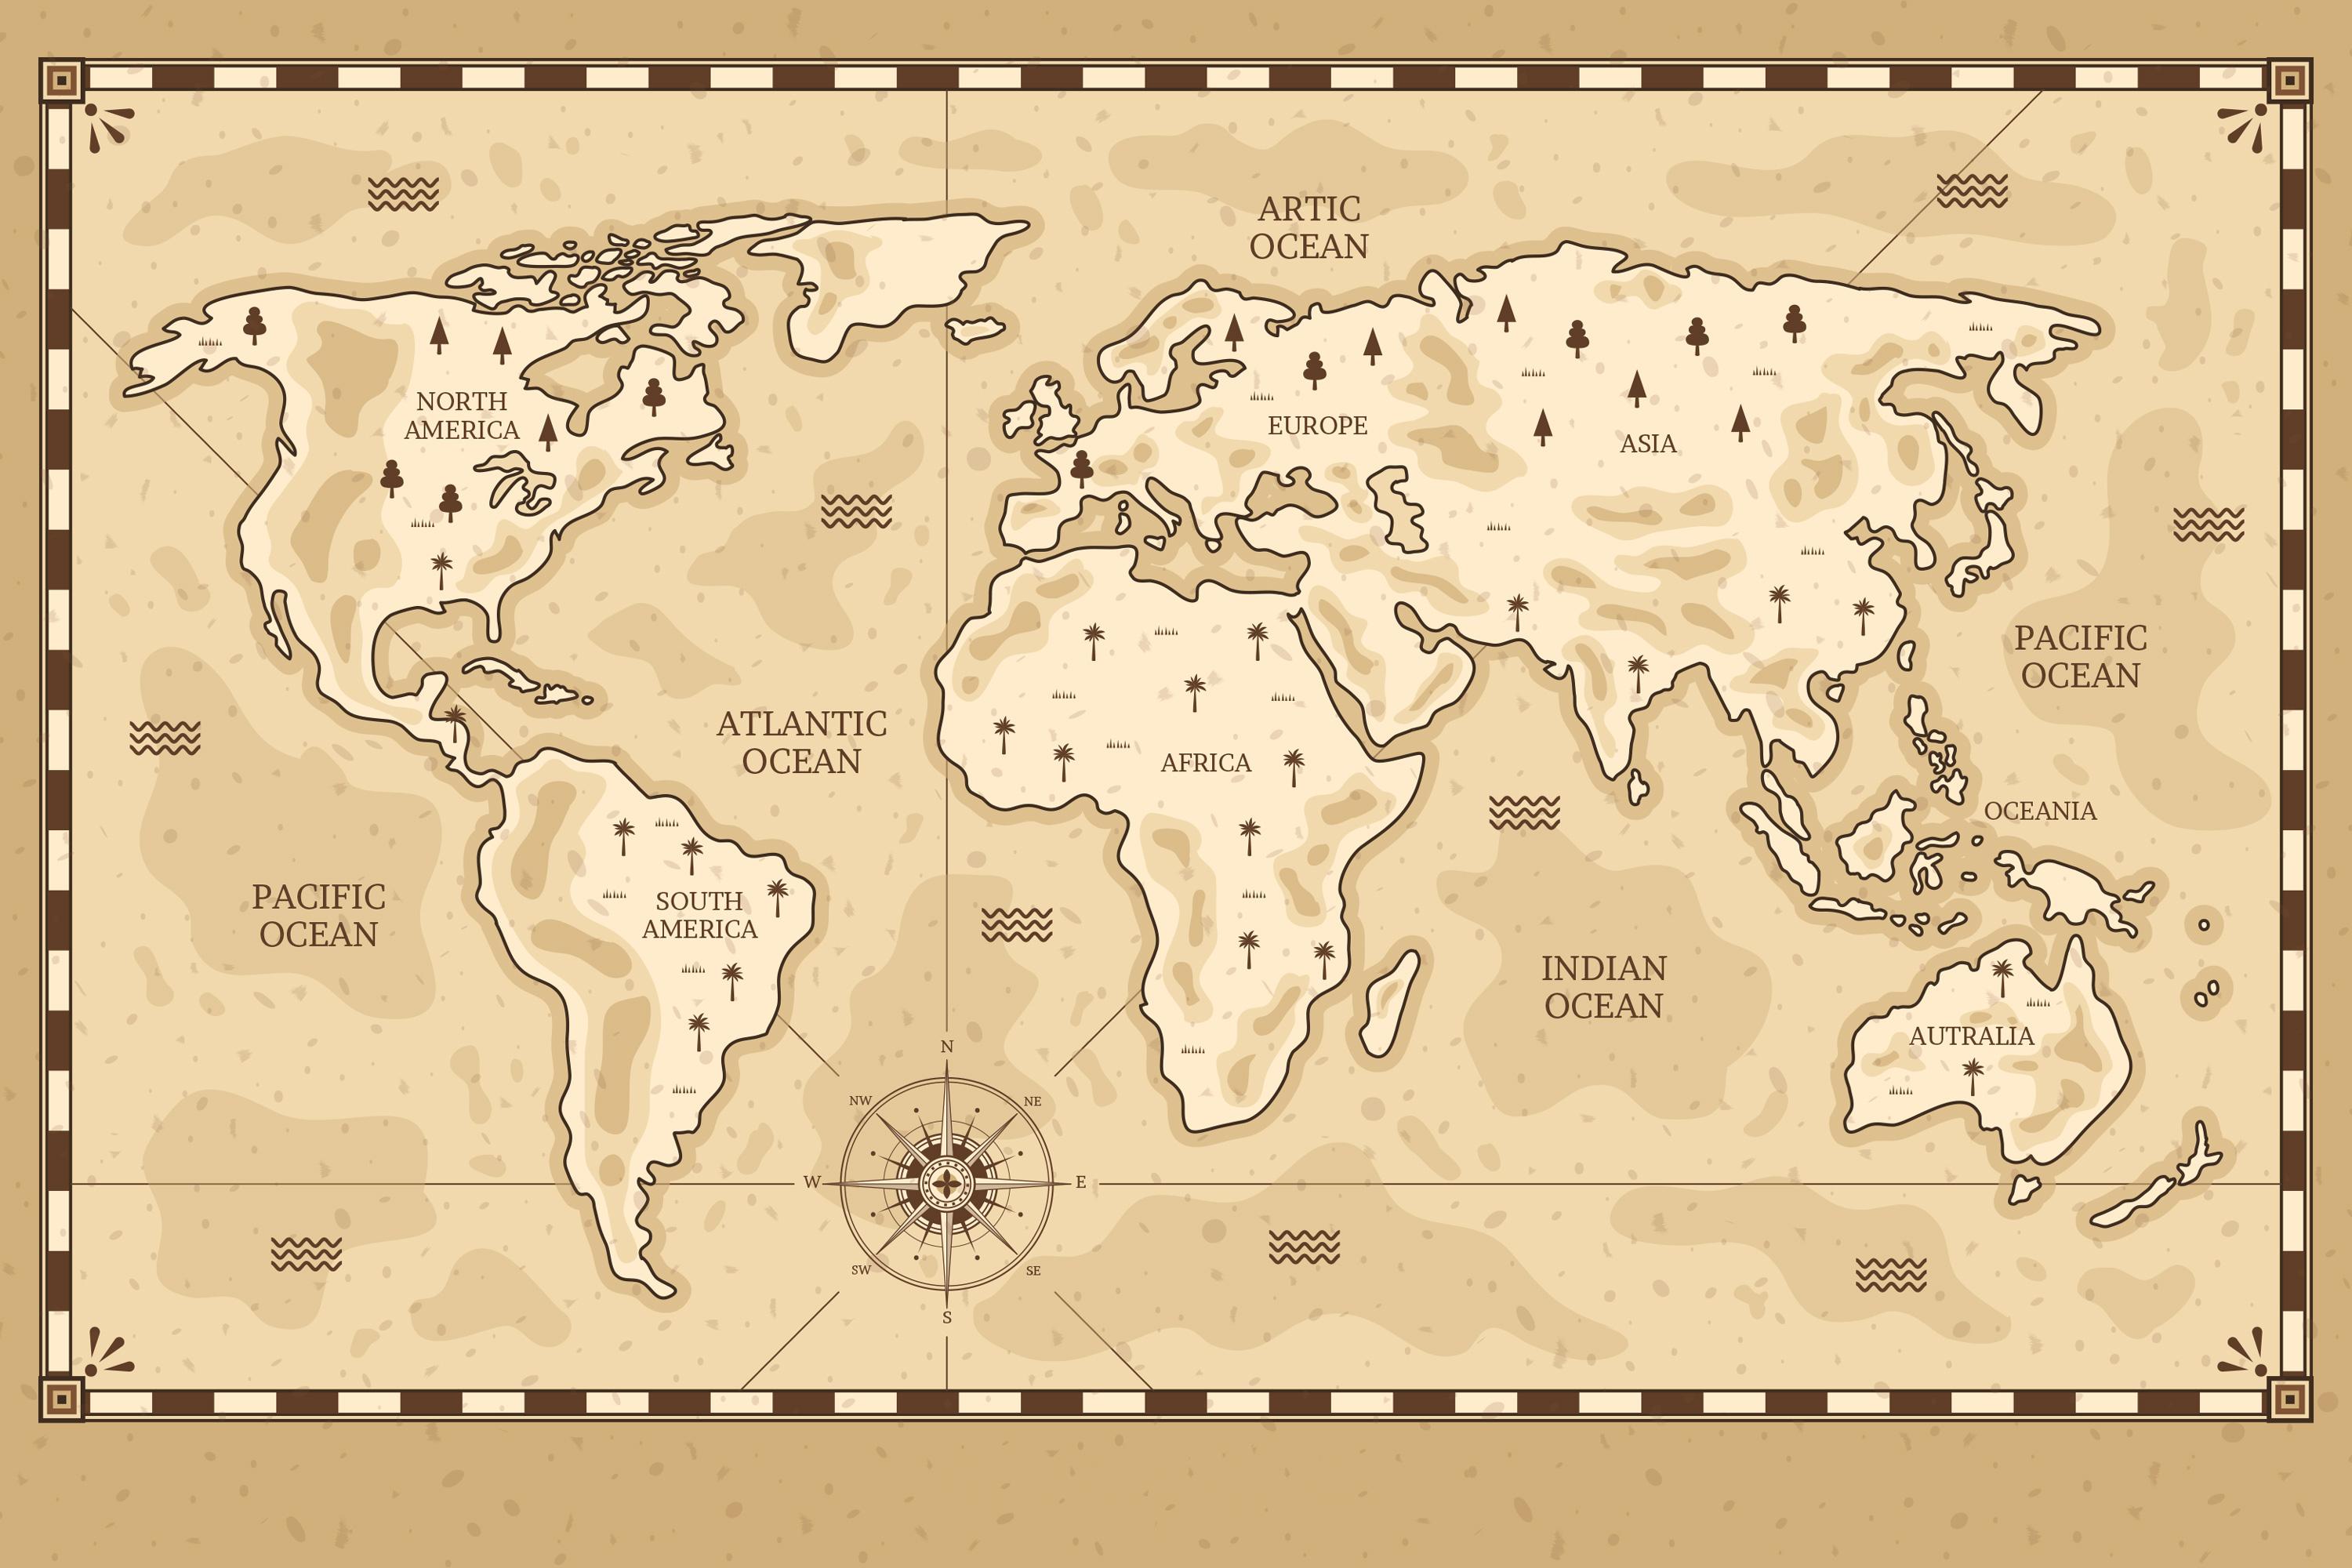 ARTIC
OCEAN
NORTH
AMERICA
EUROPE
ASIA
PACIFIC
OCEAN
ATLANTIC
OCEAN
AFRICA
OCEANIA
PACIFIC
OCEAN
SOUTH
AMERICA
INDIAN
OCEAN
AUTRALIA
N
NW
NE
W
E
SW
SE
S